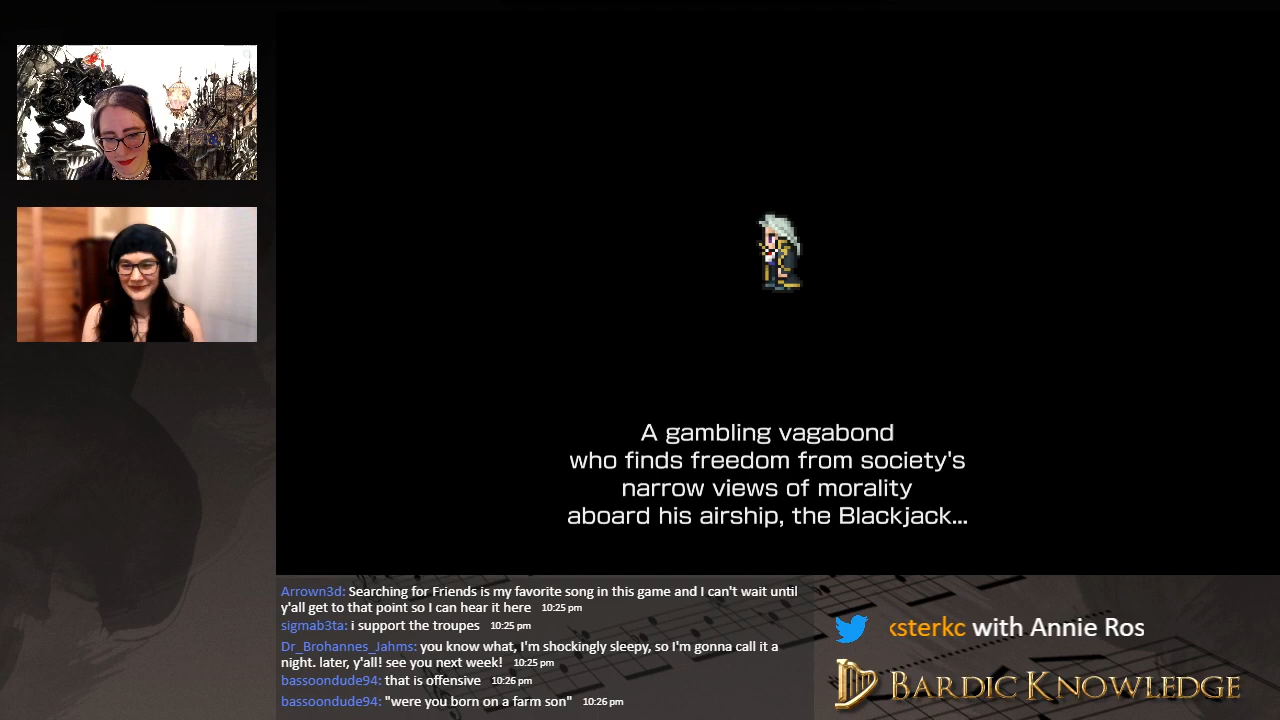 A gambling vagabond
who finds freedom from society's
narrow views of morality
aboard his airship, the Blackjack...
Arrown3d: Searching for Friends is my favorite song in this game and I can't wait until
y'all get to that point so I can hear it here 10:25 pm
sigmab3ta: i support the troupes 10:25 pm
Dr_Brohannes_Jahms: you know what, I'm shockingly sleepy, so I'm gonna call it a
night. later, y'all! see you next week! 10:25 pm
bassoondude94: that is offensive 10:26 pm
bassoondude94: "were you born on a farm son" 10:26 pm
ksterkc with Annie Ros
BARDIC KNOWLEDGE